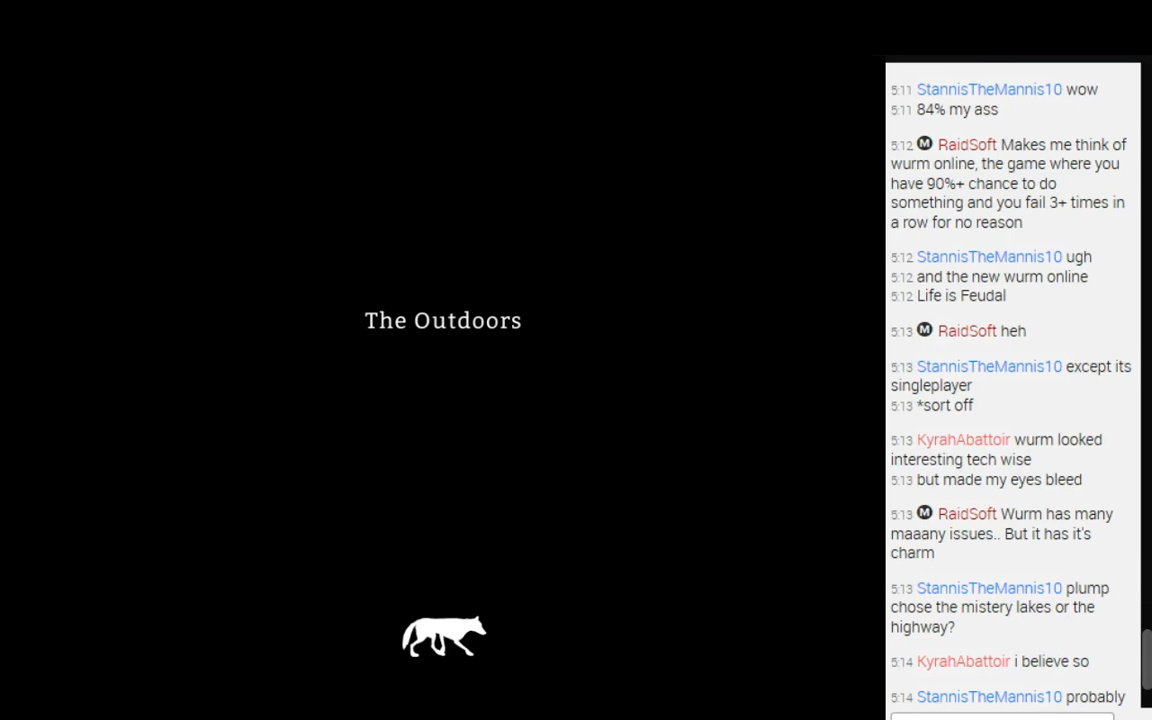 The Outdoors
5:11 StannisTheMannis10 wow
5:11 84% my ass
5:12 M RaidSoft Makes me think of
wurm online, the game where you
have 90%+ chance to do
something and you fail 3+ times in
a row for no reason
5:12 StannisTheMannis10 ugh
5:12 and the new wurm online
5:12 Life is Feudal
5:13 M RaidSoft heh
5:13 StannisTheMannis10 except its
singleplayer
5:13 *sort off
5:13 KyrahAbattoir wurm looked
interesting tech wise
5:13 but made my eyes bleed
5:13 M RaidSoft Wurm has many
maaany issues.. But it has it's
charm
5:13 StannisTheMannis10 plump
chose the mistery lakes or the
highway?
5:14 KyrahAbattoir i believe so
5:14 StannisTheMannis10 probably